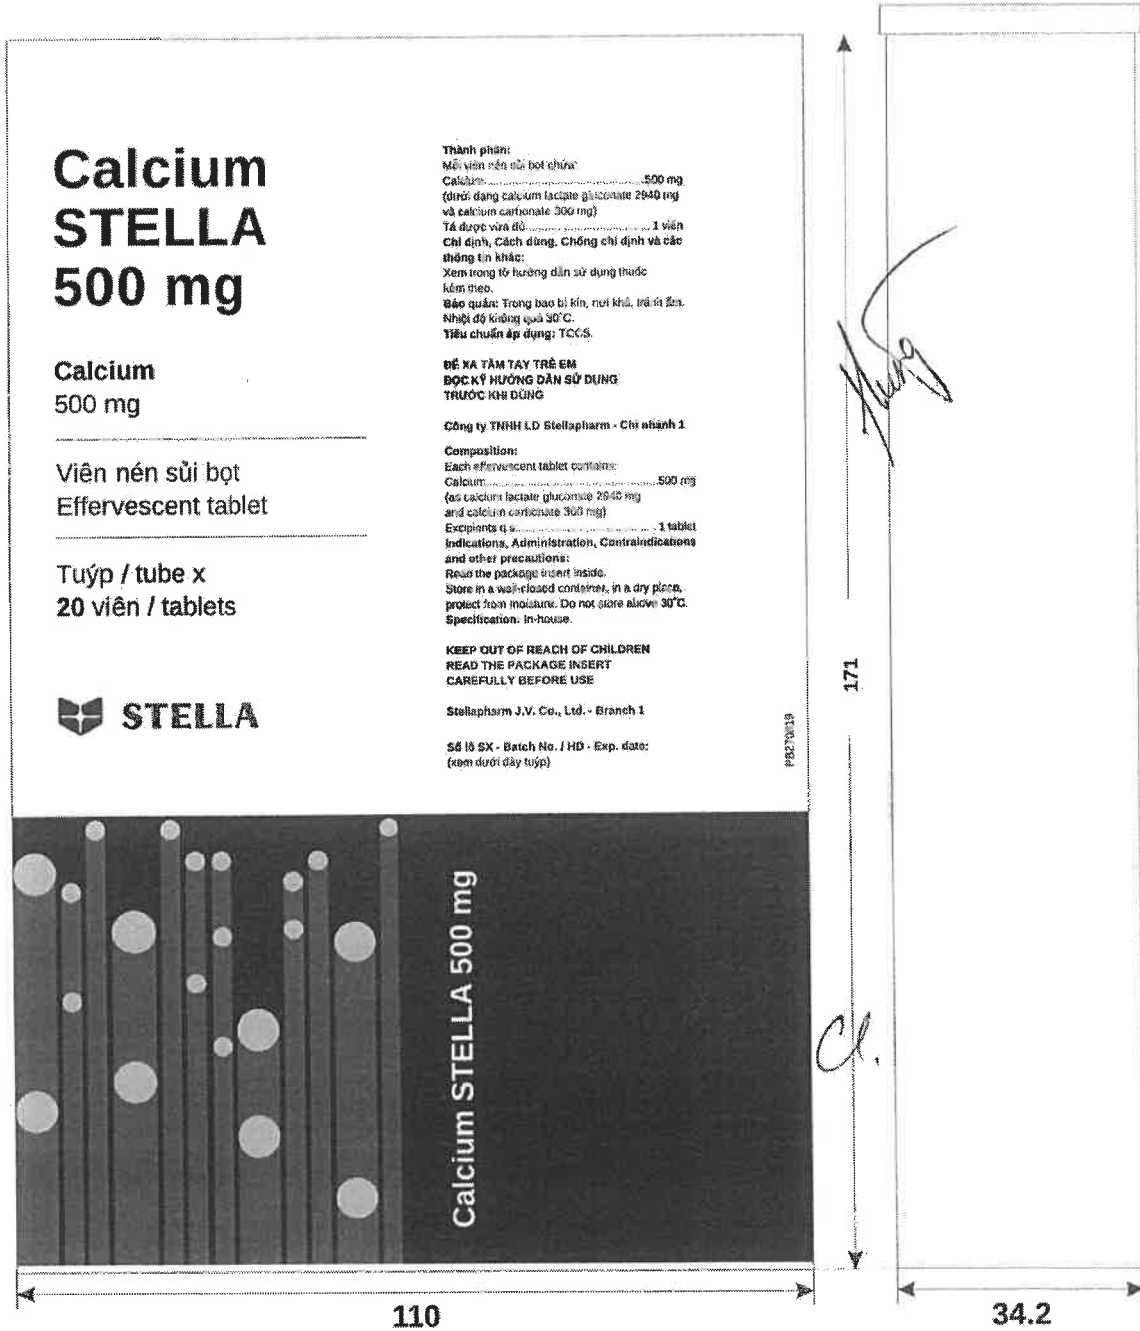 Calcium
STELLA
500 mg
Calcium
500 mg
Viên nén sủi bọt
Effervescent tablet
Tuýp / tube x
20 viên / tablets
STELLA
Thành phần:
Mỗi viên nén sủi bọt chứa:
Calcium..........500 mg
(dưới dạng calcium lactate gluconate 2940 mg
và calcium carbonate 300 mg)
Tá dược vừa đủ..........1 viên
Chỉ định, Cách dùng, Chống chỉ định và các
thông tin khác:
Xem trong tờ hướng dẫn sử dụng thuốc
kèm theo.
Bảo quản: Trong bao bì kín, nơi khô, tránh ẩm.
Nhiệt độ không quá 30°C.
Tiêu chuẩn áp dụng: TCCS.
ĐỂ XA TẦM TAY TRẺ EM
ĐỌC KỸ HƯỚNG DẪN SỬ DỤNG
TRƯỚC KHI DÙNG
Công ty TNHH LD Stellapharm - Chi nhánh 1
Composition:
Each effervescent tablet contains:
Calcium..........500 mg
(as calcium lactate gluconate 2940 mg
and calcium carbonate 300 mg)
Excipients q.s..........1 tablet
Indications, Administration, Contraindications
and other precautions:
Read the package insert inside.
Store in a well-closed container, in a dry place,
protect from moisture. Do not store above 30°C.
Specification: In-house.
KEEP OUT OF REACH OF CHILDREN
READ THE PACKAGE INSERT
CAREFULLY BEFORE USE
Stellapharm J.V. Co., Ltd. - Branch 1
Số lô SX - Batch No. / HD - Exp. date:
(xem dưới đáy tuýp)
PB270819
Calcium STELLA 500 mg
171
110
34.2